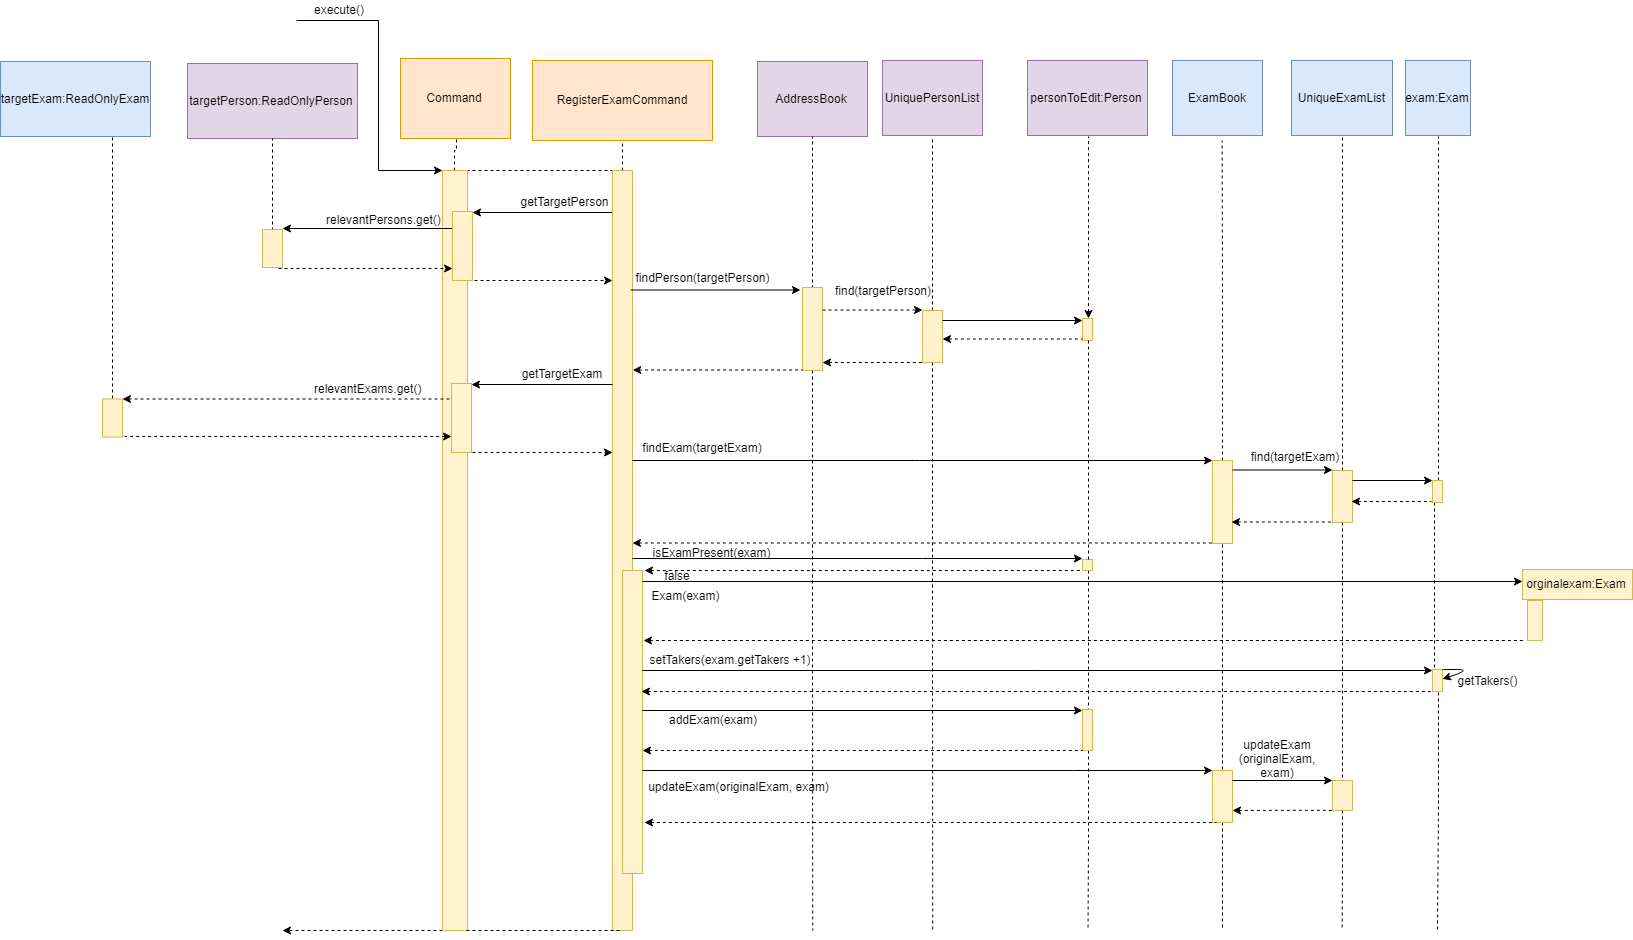 execute()
targetExam:ReadOnlyExam
targetPerson:ReadOnlyPerson
Command
RegisterExamCommand
AddressBook
UniquePersonList
personToEdit:Person
ExamBook
UniqueExamList
exam:Exam
getTargetPerson
relevantPersons.get()
findPerson(targetPerson)
find(targetPerson)
getTargetExam
relevantExams.get()
findExam(targetExam)
find(targetExam)
isExamPresent(exam)
false
orginalexam:Exam
Exam(exam)
setTakers(exam.getTakers +1)
getTakers()
addExam(exam)
updateExam
(originalExam,
exam)
updateExam(originalExam, exam)